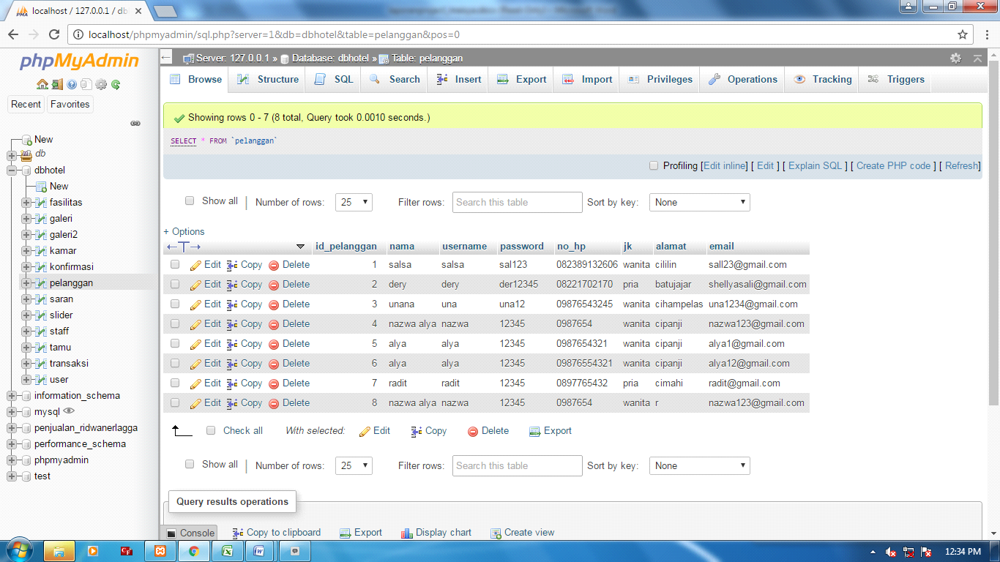 localhost / 127.0.0.1 / db
localhost/phpmyadmin/sql.php?server=1&db=dbhotel&table=pelanggan&pos=0
phpMyAdmin
Server: 127.0.0.1 » Database: dbhotel » Table: pelanggan
Browse Structure SQL Search Insert Export Import Privileges Operations Tracking Triggers
Recent Favorites
Showing rows 0 - 7 (8 total, Query took 0.0010 seconds.)
SELECT * FROM `pelanggan`
Profiling [Edit inline] [ Edit ] [ Explain SQL ] [ Create PHP code ] [ Refresh]
New
db
dbhotel
New
fasilitas
galeri
galeri2
kamar
konfirmasi
pelanggan
saran
slider
staff
tamu
transaksi
user
information_schema
mysql
penjualan_ridwanerlagga
performance_schema
phpmyadmin
test
Show all Number of rows: 25 Filter rows: Search this table Sort by key: None
+ Options
id_pelanggan nama username password no_hp jk alamat email
Edit Copy Delete 1 salsa salsa sal123 082389132606 wanita cililin sall23@gmail.com
Edit Copy Delete 2 dery dery der12345 08221702170 pria batujajar shellyasali@gmail.com
Edit Copy Delete 3 unana una una12 09876543245 wanita cihampelas una1234@gmail.com
Edit Copy Delete 4 nazwa alya nazwa 12345 0987654 wanita cipanji nazwa123@gmail.com
Edit Copy Delete 5 alya alya 12345 0987654321 wanita cipanji alya1@gmail.com
Edit Copy Delete 6 alya alya 12345 09876554321 wanita cipanji alya12@gmail.com
Edit Copy Delete 7 radit radit 12345 0897765432 pria cimahi radit@gmail.com
Edit Copy Delete 8 nazwa alya nazwa 12345 0987654 wanita r nazwa123@gmail.com
Check all With selected: Edit Copy Delete Export
Show all Number of rows: 25 Filter rows: Search this table Sort by key: None
Query results operations
Console Copy to clipboard Export Display chart Create view
12:34 PM